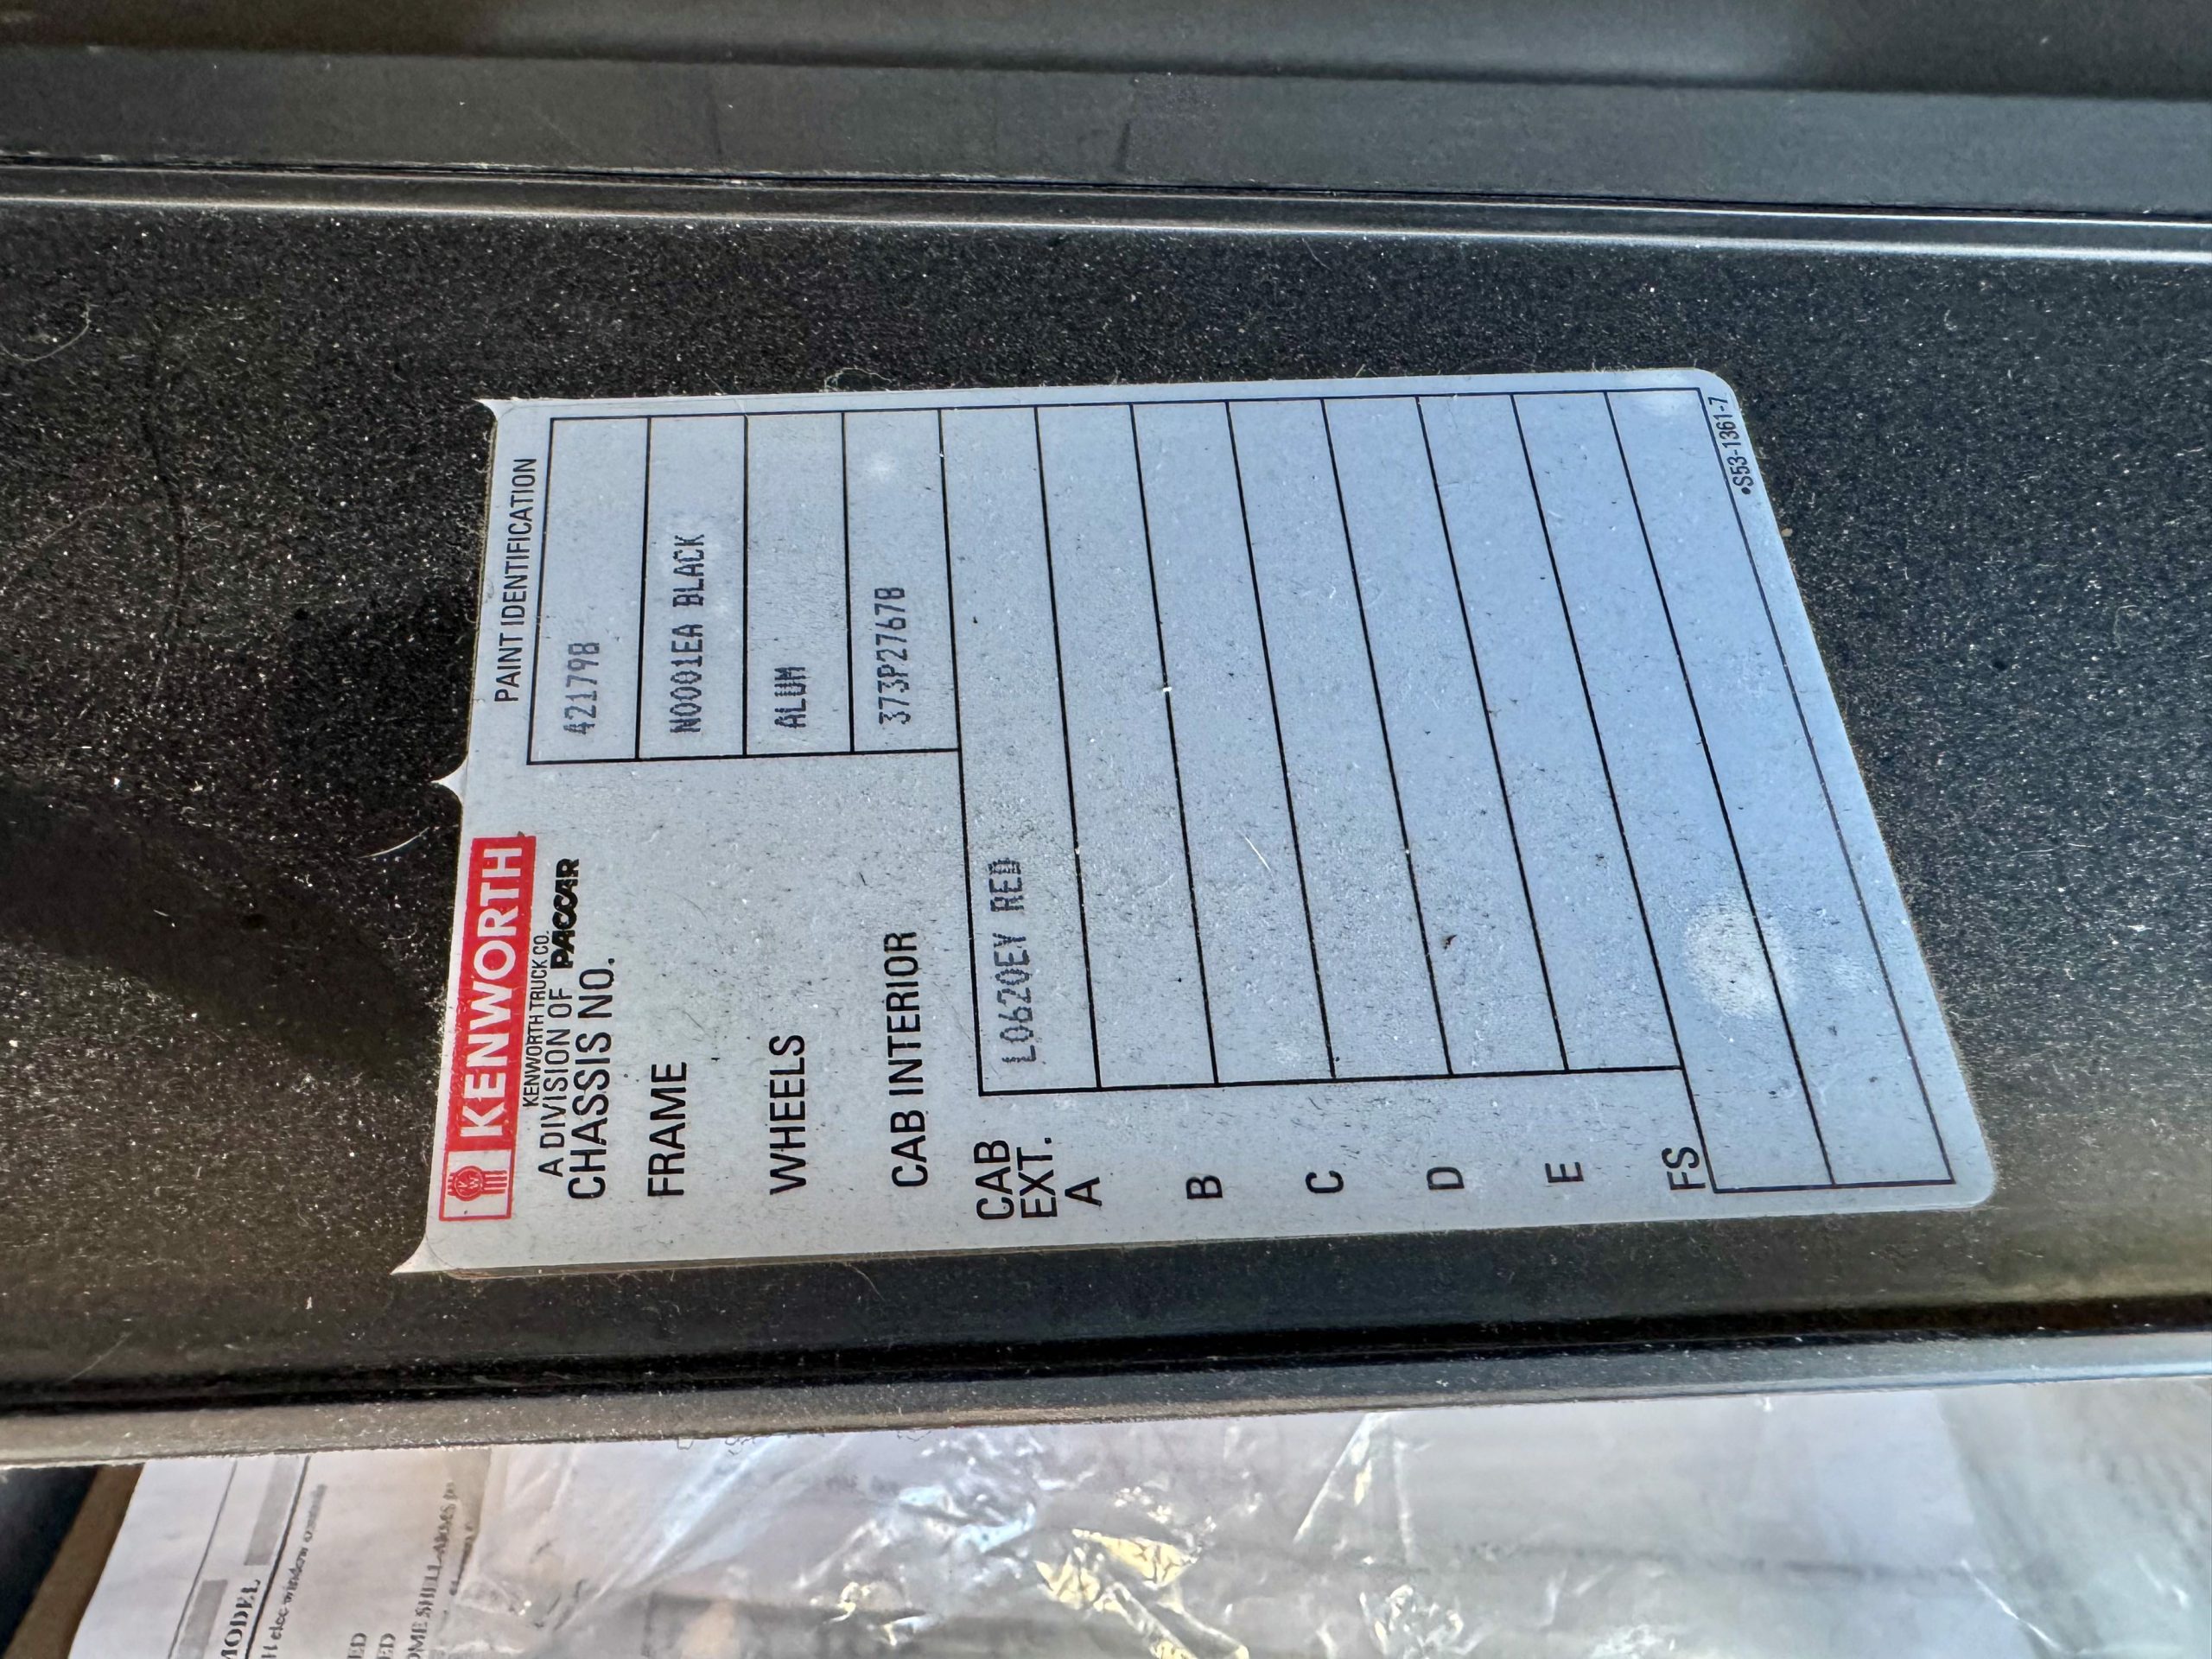 KENWORTH
PAINT IDENTIFICATION
KENWORTH TRUCK CO.
A DIVISION OF PACCAR
CHASSIS NO. 421798
FRAME N0001EA BLACK
WHEELS ALUM
CAB INTERIOR 373P27678
CAB
EXT.
A L0620EY RED
B
C
D
E
FS
•S53-1361-7
MODEL